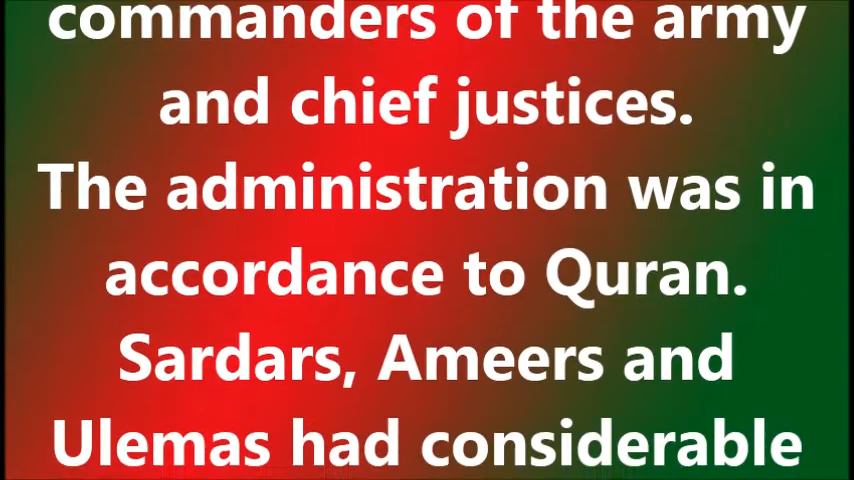 commanders of the army
and chief justices.
The administration was in
accordance to Quran.
Sardars, Ameers and
Ulemas had considerable